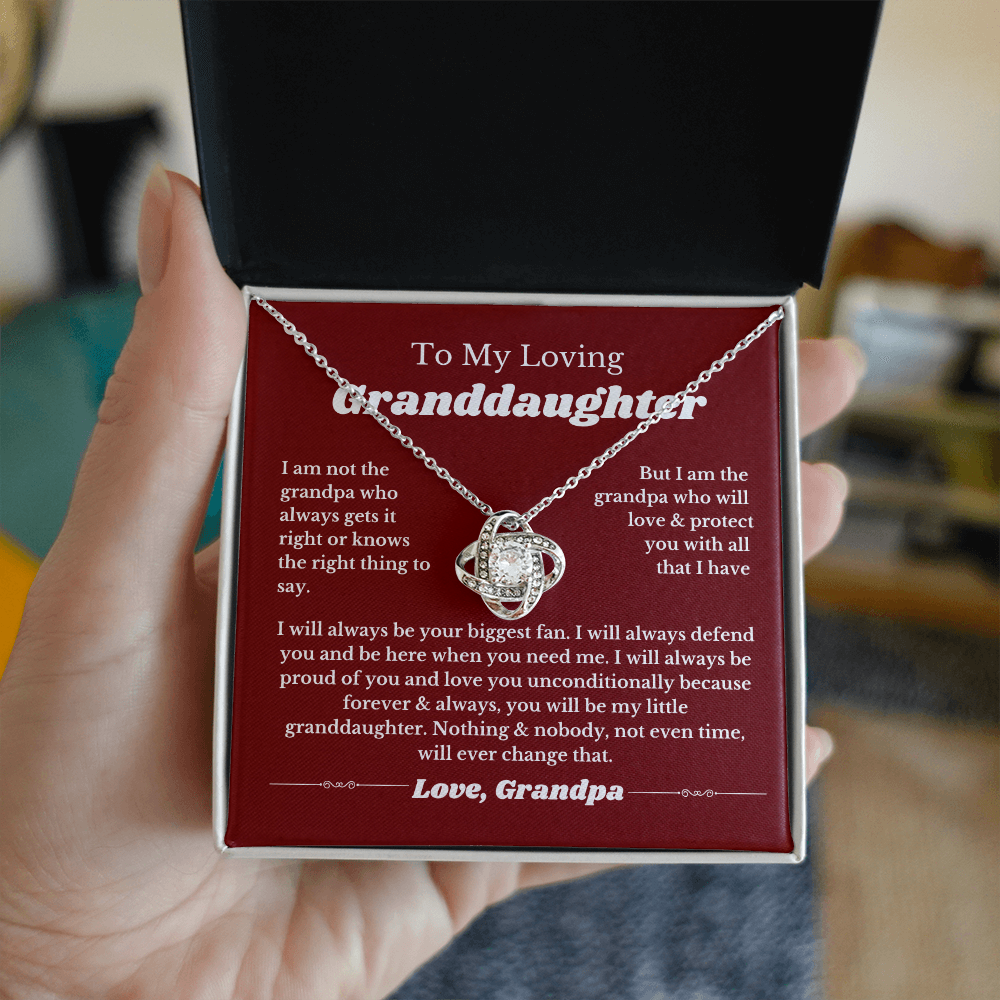 To My Loving
Granddaughter
I am not the
grandpa who
always gets it
right or knows
the right thing to
say.
But I am the
grandpa who will
love & protect
you with all
that I have
I will always be your biggest fan. I will always defend
you and be here when you need me. I will always be
proud of you and love you unconditionally because
forever & always, you will be my little
granddaughter. Nothing & nobody, not even time,
will ever change that.
Love, Grandpa